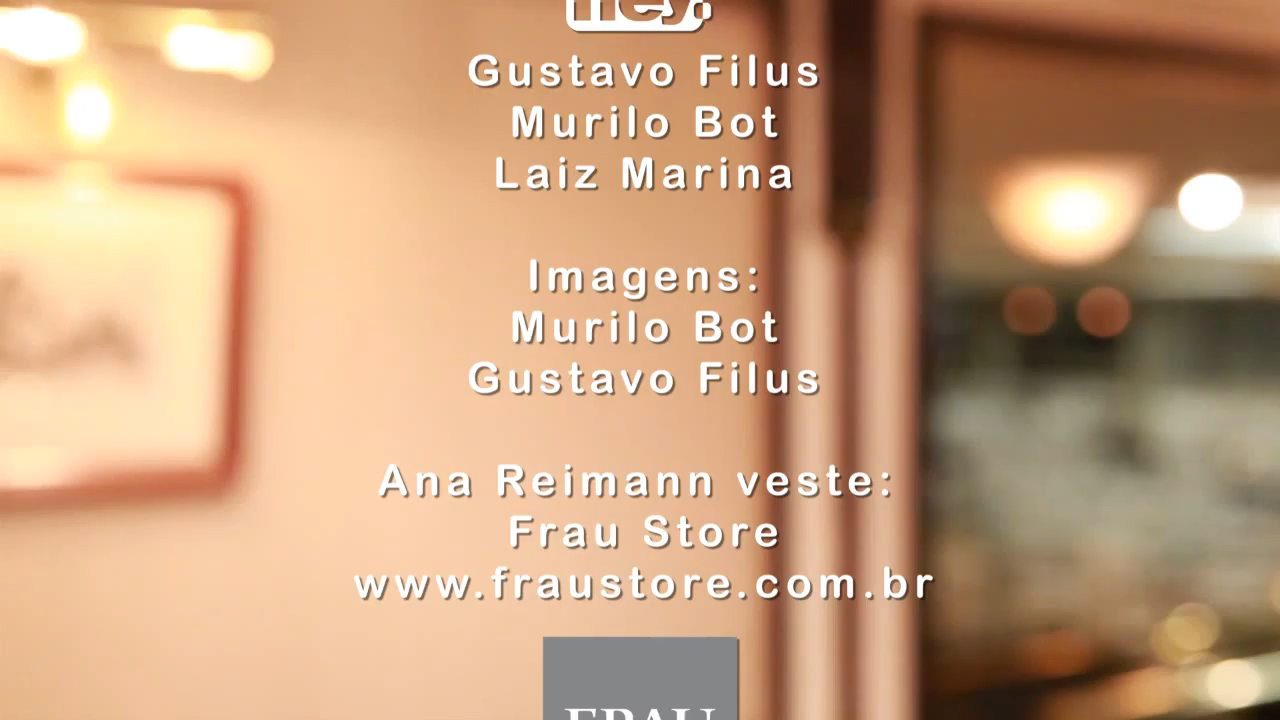 Gustavo Filus
Murilo Bot
Laiz Marina
Imagens:
Murilo Bot
Gustavo Filus
Ana Reimann veste:
Frau Store
www.fraustore.com.br
FRAU